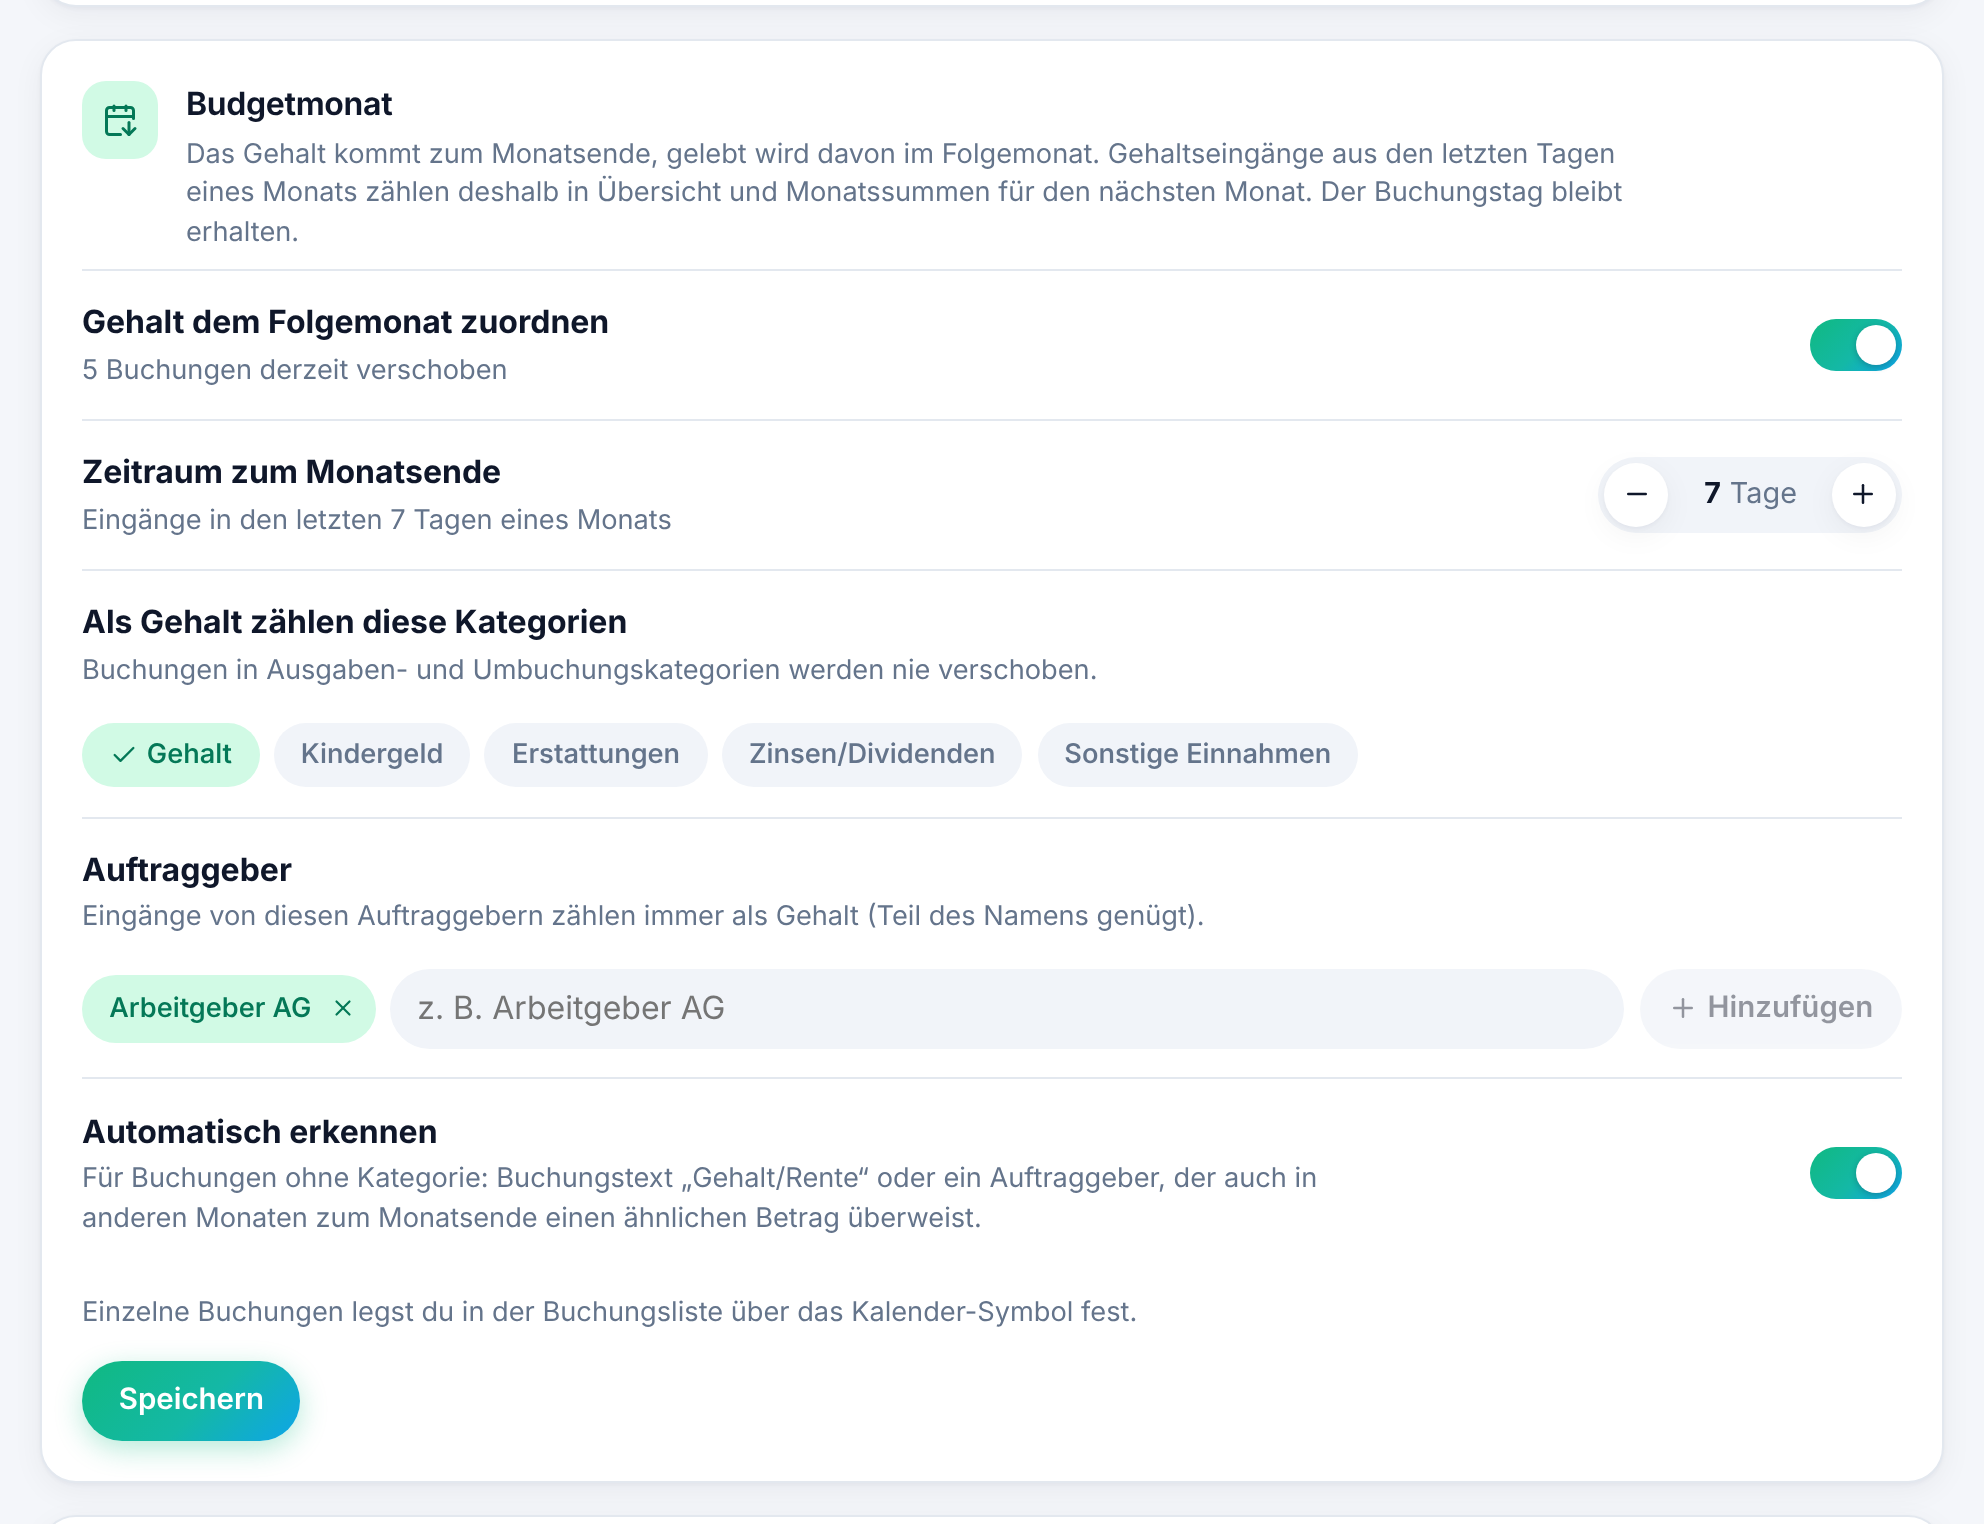 Budgetmonat
Das Gehalt kommt zum Monatsende, gelebt wird davon im Folgemonat. Gehaltseingänge aus den letzten Tagen
eines Monats zählen deshalb in Übersicht und Monatssummen für den nächsten Monat. Der Buchungstag bleibt
erhalten.
Gehalt dem Folgemonat zuordnen
5 Buchungen derzeit verschoben
Zeitraum zum Monatsende
Eingänge in den letzten 7 Tagen eines Monats
− 7 Tage +
Als Gehalt zählen diese Kategorien
Buchungen in Ausgaben- und Umbuchungskategorien werden nie verschoben.
Gehalt Kindergeld Erstattungen Zinsen/Dividenden Sonstige Einnahmen
Auftraggeber
Eingänge von diesen Auftraggebern zählen immer als Gehalt (Teil des Namens genügt).
Arbeitgeber AG × z. B. Arbeitgeber AG + Hinzufügen
Automatisch erkennen
Für Buchungen ohne Kategorie: Buchungstext „Gehalt/Rente“ oder ein Auftraggeber, der auch in
anderen Monaten zum Monatsende einen ähnlichen Betrag überweist.
Einzelne Buchungen legst du in der Buchungsliste über das Kalender-Symbol fest.
Speichern